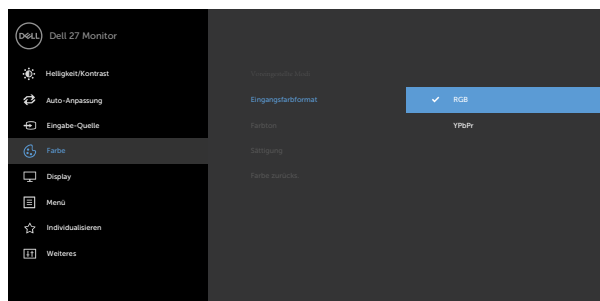 DELL
Dell 27 Monitor
Helligkeit/Kontrast
Auto-Anpassung
Eingabe-Quelle
Farbe
Display
Menü
Individualisieren
Weiteres
Eingangsfarbformat
Farbton
Sättigung
Farbe zurücks.
✓ RGB
YPbPr